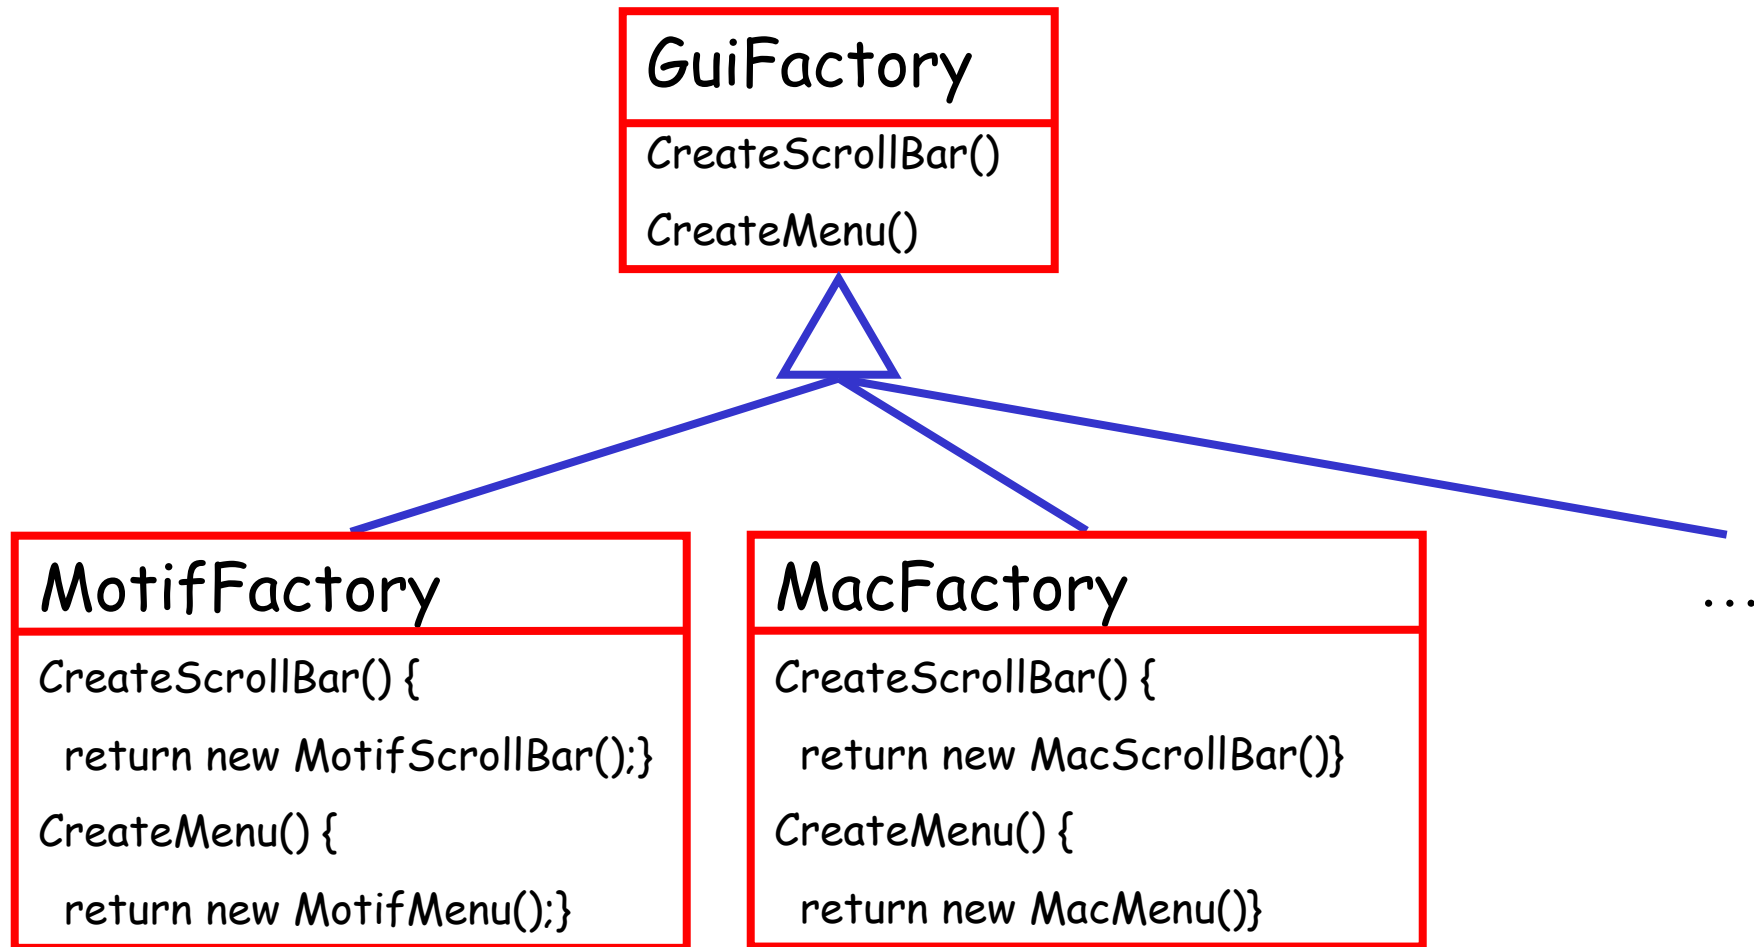 GuiFactory
CreateScrollBar()
CreateMenu()
MotifFactory
CreateScrollBar() {
return new MotifScrollBar();}
CreateMenu() {
return new MotifMenu();}
MacFactory
CreateScrollBar() {
return new MacScrollBar()}
CreateMenu() {
return new MacMenu()}
...